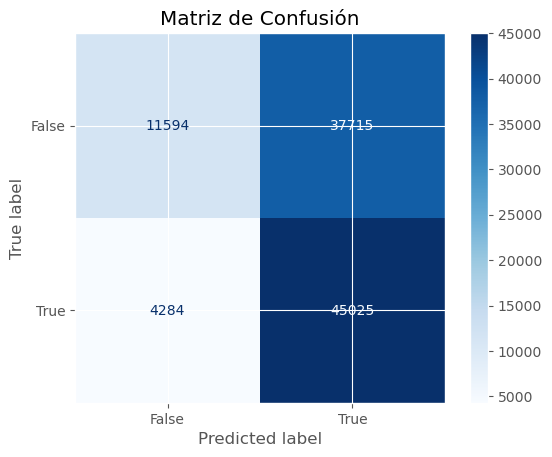 Matriz de Confusión
True label
False
True
11594
37715
4284
45025
False
True
Predicted label
45000
40000
35000
30000
25000
20000
15000
10000
5000